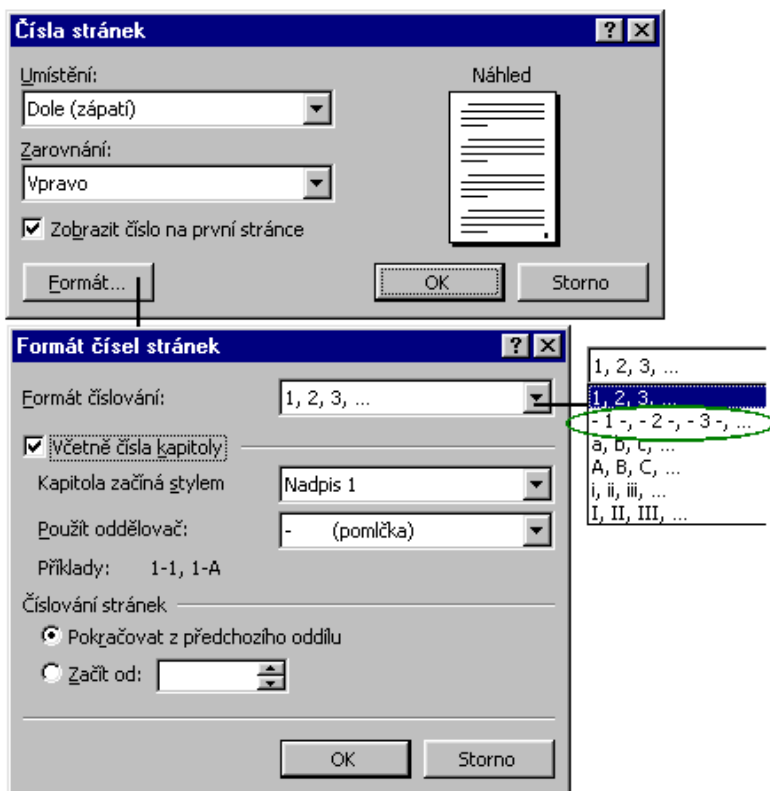 Čísla stránek
Umístění:
Náhled
Dole (zápatí)
Zarovnání:
Vpravo
Zobrazit číslo na první stránce
Formát...
OK
Storno
Formát čísel stránek
Formát číslování:
1, 2, 3, ...
Včetně čísla kapitoly
Kapitola začíná stylem
Nadpis 1
Použít oddělovač:
- (pomlčka)
Příklady: 1-1, 1-A
Číslování stránek
Pokračovat z předchozího oddílu
Začít od:
OK
Storno
1, 2, 3, ...
1, 2, 3, ...
- 1 -, - 2 -, - 3 -, ...
a, b, c, ...
A, B, C, ...
i, ii, iii, ...
I, II, III, ...